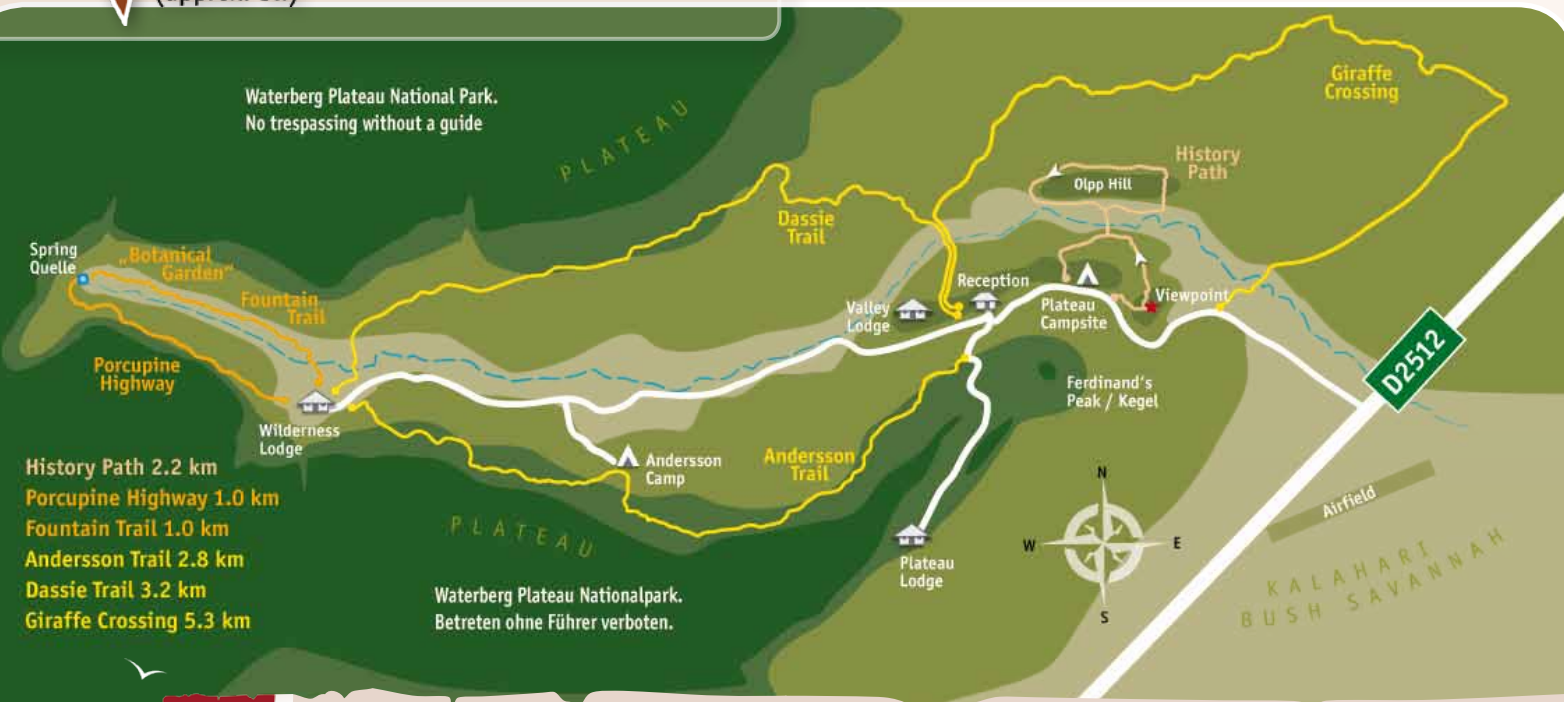 Waterberg Plateau National Park.
No trespassing without a guide
PLATEAU
Giraffe
Crossing
History
Path
Olpp Hill
Dassie
Trail
Spring
Quelle
„Botanical
Garden“
Fountain
Trail
Reception
Valley
Lodge
Plateau
Campsite
Viewpoint
Porcupine
Highway
D2512
Ferdinand's
Peak / Kegel
Wilderness
Lodge
Andersson
Camp
Andersson
Trail
History Path 2.2 km
Porcupine Highway 1.0 km
Fountain Trail 1.0 km
Andersson Trail 2.8 km
Dassie Trail 3.2 km
Giraffe Crossing 5.3 km
PLATEAU
N
W
E
S
Airfield
Plateau
Lodge
KALAHARI
BUSH SAVANNAH
Waterberg Plateau Nationalpark.
Betreten ohne Führer verboten.